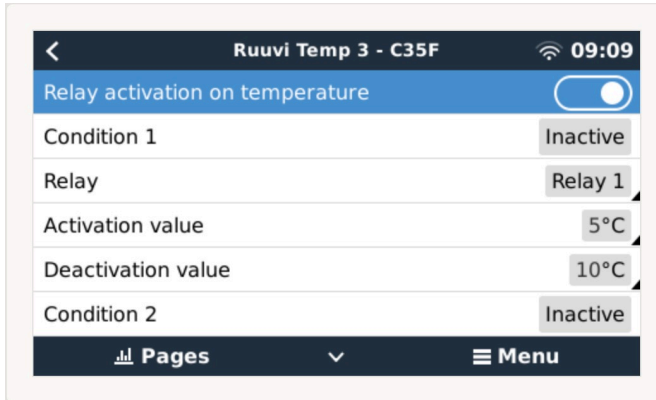 Ruuvi Temp 3 - C35F 09:09
Relay activation on temperature
Condition 1 Inactive
Relay Relay 1
Activation value 5°C
Deactivation value 10°C
Condition 2 Inactive
Pages Menu